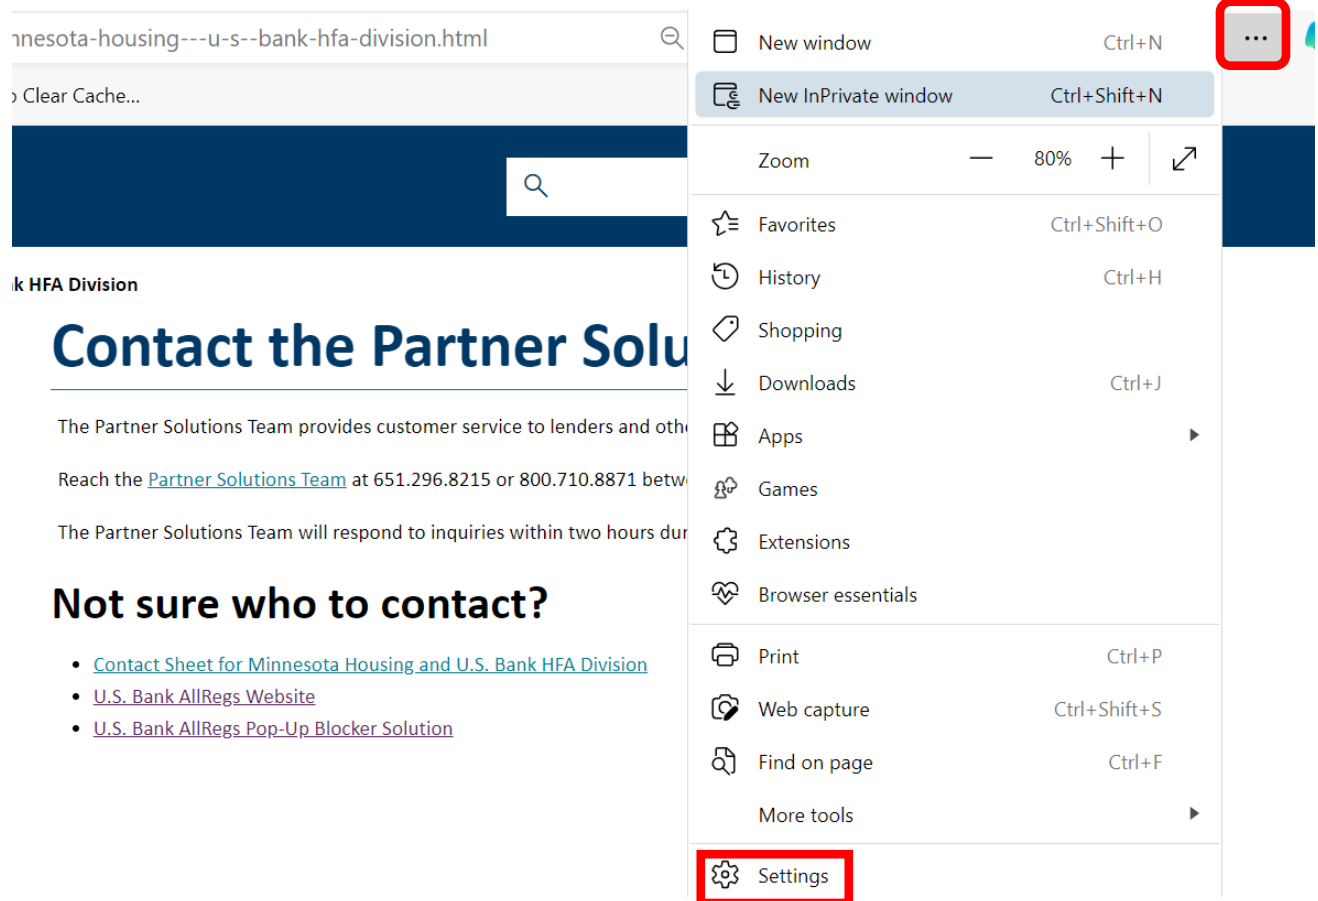 nnesota-housing---u-s--bank-hfa-division.html
Clear Cache...
HFA Division
Contact the Partner Solu
The Partner Solutions Team provides customer service to lenders and oth
Reach the Partner Solutions Team at 651.296.8215 or 800.710.8871 betw
The Partner Solutions Team will respond to inquiries within two hours dur
Not sure who to contact?
• Contact Sheet for Minnesota Housing and U.S. Bank HFA Division
• U.S. Bank AllRegs Website
• U.S. Bank AllRegs Pop-Up Blocker Solution
New window Ctrl+N
New InPrivate window Ctrl+Shift+N
Zoom — 80% +
Favorites Ctrl+Shift+O
History Ctrl+H
Shopping
Downloads Ctrl+J
Apps
Games
Extensions
Browser essentials
Print Ctrl+P
Web capture Ctrl+Shift+S
Find on page Ctrl+F
More tools
Settings